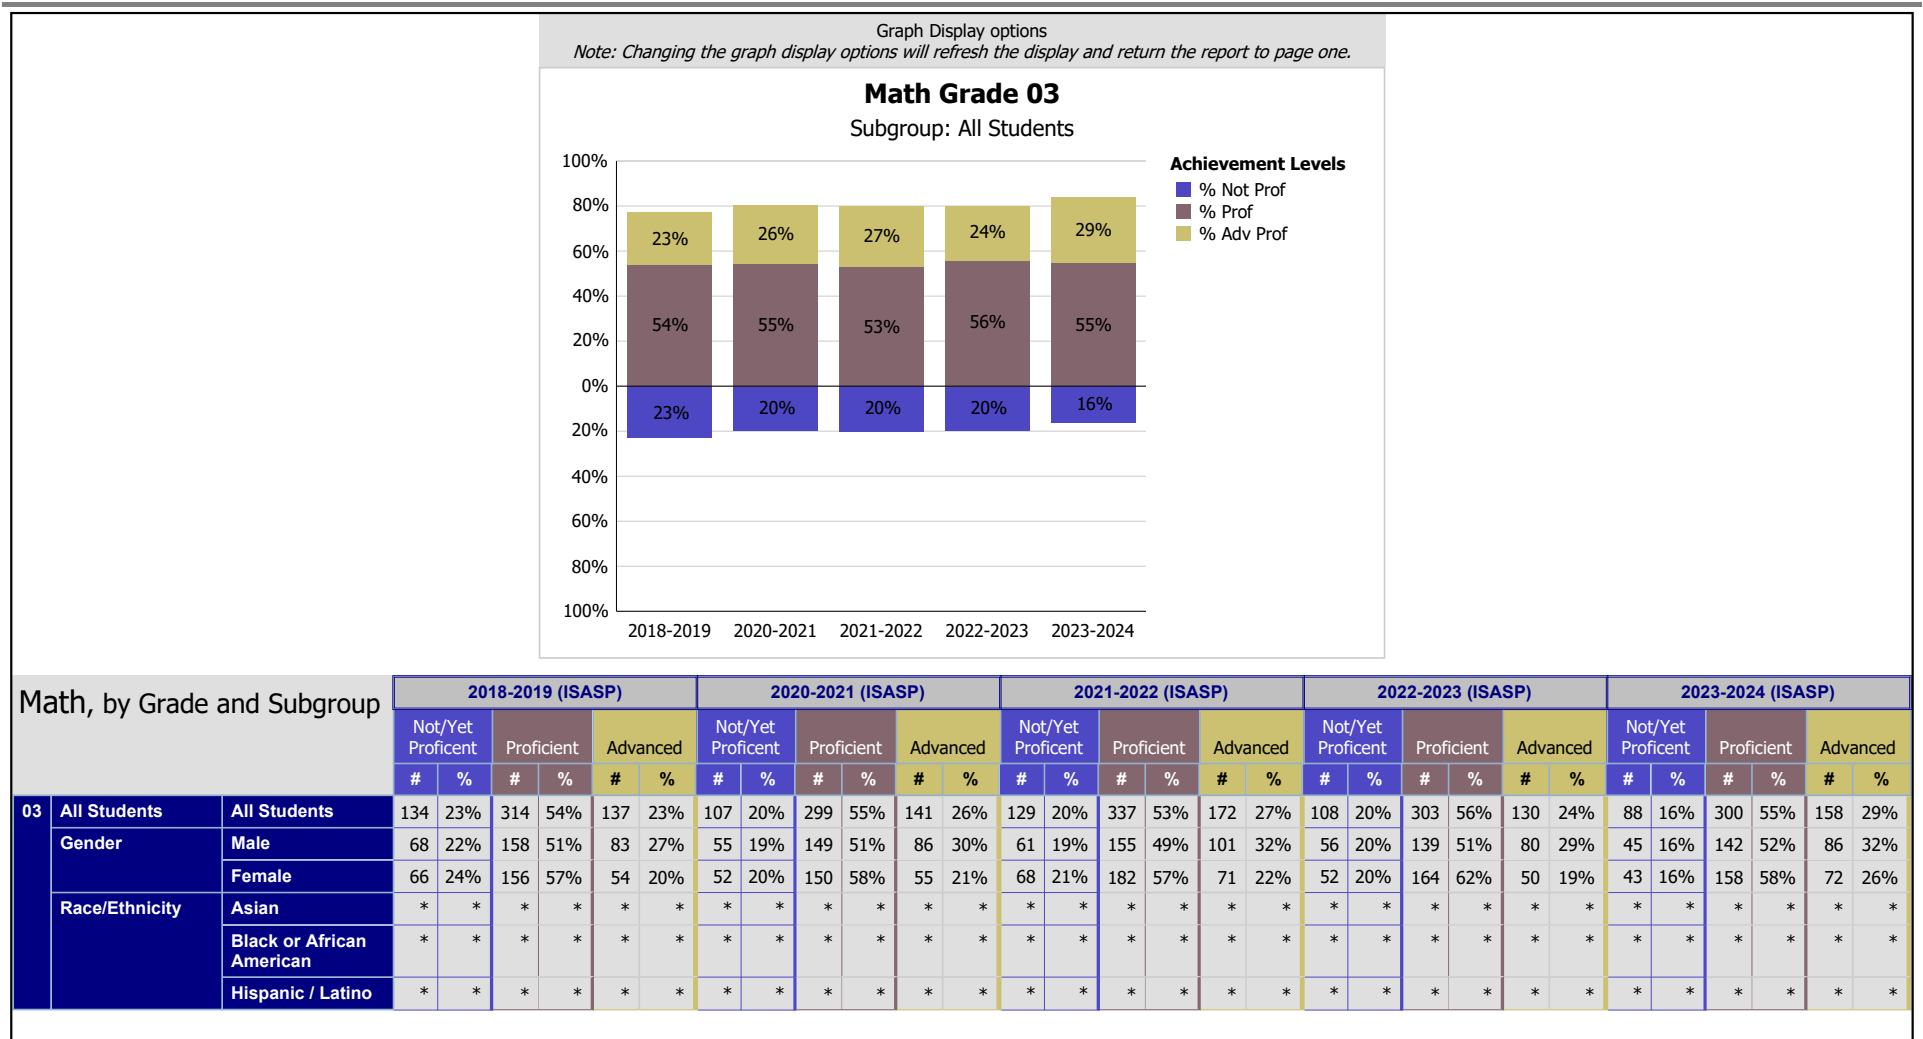 Graph Display options
Note: Changing the graph display options will refresh the display and return the report to page one.
Math Grade 03
Subgroup: All Students
Achievement Levels
% Not Prof
% Prof
% Adv Prof
100%
80%
60%
40%
20%
0%
20%
40%
60%
80%
100%
23% 26% 27% 24% 29%
54% 55% 53% 56% 55%
23% 20% 20% 20% 16%
2018-2019 2020-2021 2021-2022 2022-2023 2023-2024
Math, by Grade and Subgroup
2018-2019 (ISASP) 2020-2021 (ISASP) 2021-2022 (ISASP) 2022-2023 (ISASP) 2023-2024 (ISASP)
Not/Yet Proficent Proficient Advanced Not/Yet Proficent Proficient Advanced Not/Yet Proficent Proficient Advanced Not/Yet Proficent Proficient Advanced Not/Yet Proficent Proficient Advanced
# % # % # % # % # % # % # % # % # % # % # % # % # % # % # %
03 All Students All Students 134 23% 314 54% 137 23% 107 20% 299 55% 141 26% 129 20% 337 53% 172 27% 108 20% 303 56% 130 24% 88 16% 300 55% 158 29%
Gender Male 68 22% 158 51% 83 27% 55 19% 149 51% 86 30% 61 19% 155 49% 101 32% 56 20% 139 51% 80 29% 45 16% 142 52% 86 32%
Female 66 24% 156 57% 54 20% 52 20% 150 58% 55 21% 68 21% 182 57% 71 22% 52 20% 164 62% 50 19% 43 16% 158 58% 72 26%
Race/Ethnicity Asian * * * * * * * * * * * * * * * * * * * * * * * * * * * * * *
Black or African American * * * * * * * * * * * * * * * * * * * * * * * * * * * * * *
Hispanic / Latino * * * * * * * * * * * * * * * * * * * * * * * * * * * * * *